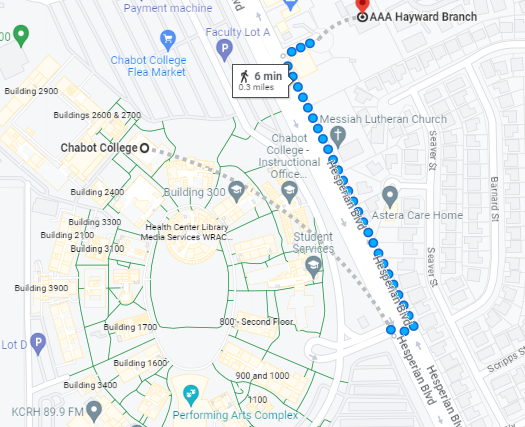 vd
AAA Hayward Branch
Payment machine
Faculty Lot A
00
Chabot College
Flea Market
6 min
0.3 miles
Building 2900
Buildings 2600 & 2700
Messiah Lutheran Church
Chabot College
Chabot
College -
Instructional
Office...
Seaver St
Barnard St
Hesperian Blvd
Building 2400
Building 300
Astera Care Home
Building 3300
Building 2100
Building 3100
Health Center Library
Media Services WRAC...
Student
Services
Seaver St
Hesperian Blvd
Building 3900
Building 1700
800 - Second Floor
Lot D
Hesperian Blvd
Building 1600
Scripps St
Building 3400
900 and 1000
Hesperian Blvd
1100
KCRH 89.9 FM
Performing Arts Complex